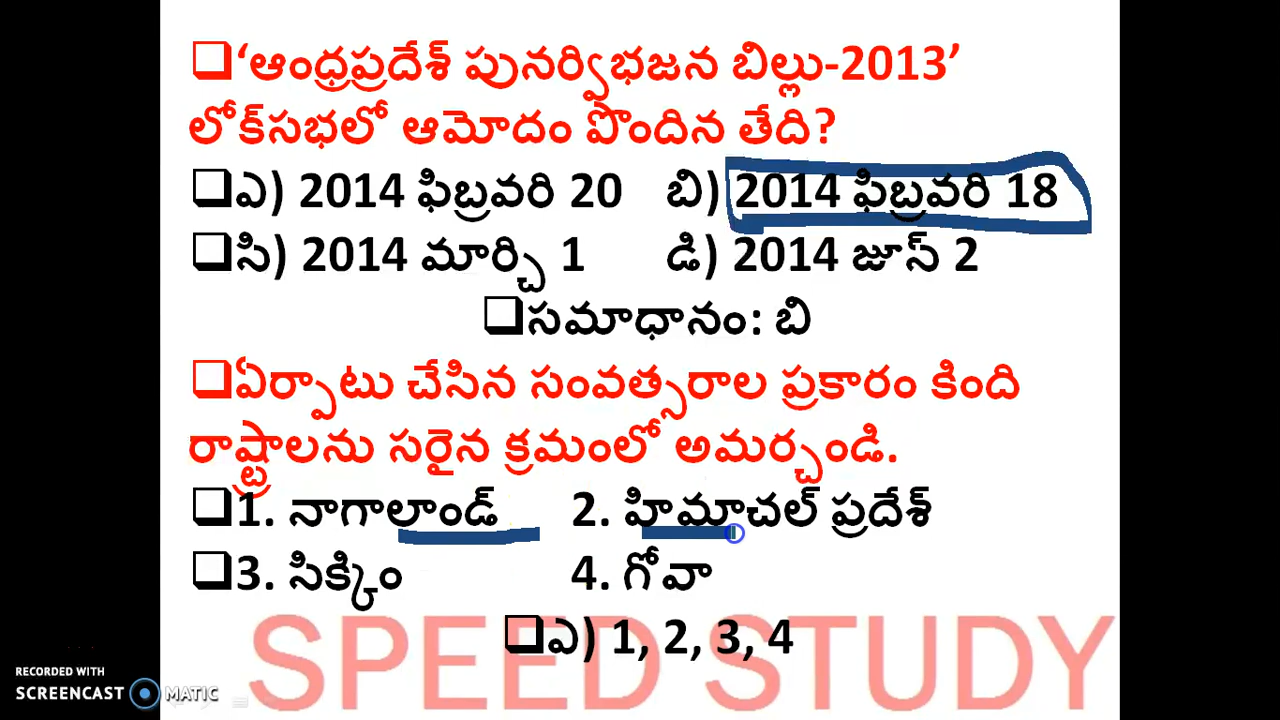 ❑‘ఆంధ్రప్రదేశ్ పునర్విభజన బిల్లు-2013’
లోక్‌సభలో ఆమోదం పొందిన తేది?
❑ఎ) 2014 ఫిబ్రవరి 20 బి) 2014 ఫిబ్రవరి 18
❑సి) 2014 మార్చి 1 డి) 2014 జూన్ 2
❑సమాధానం: బి
❑ఏర్పాటు చేసిన సంవత్సరాల ప్రకారం కింది
రాష్ట్రాలను సరైన క్రమంలో అమర్చండి.
❑1. నాగాలాండ్ 2. హిమాచల్ ప్రదేశ్
❑3. సిక్కిం 4. గోవా
❑ఎ) 1, 2, 3, 4
SPEED STUDY
RECORDED WITH
SCREENCAST MATIC